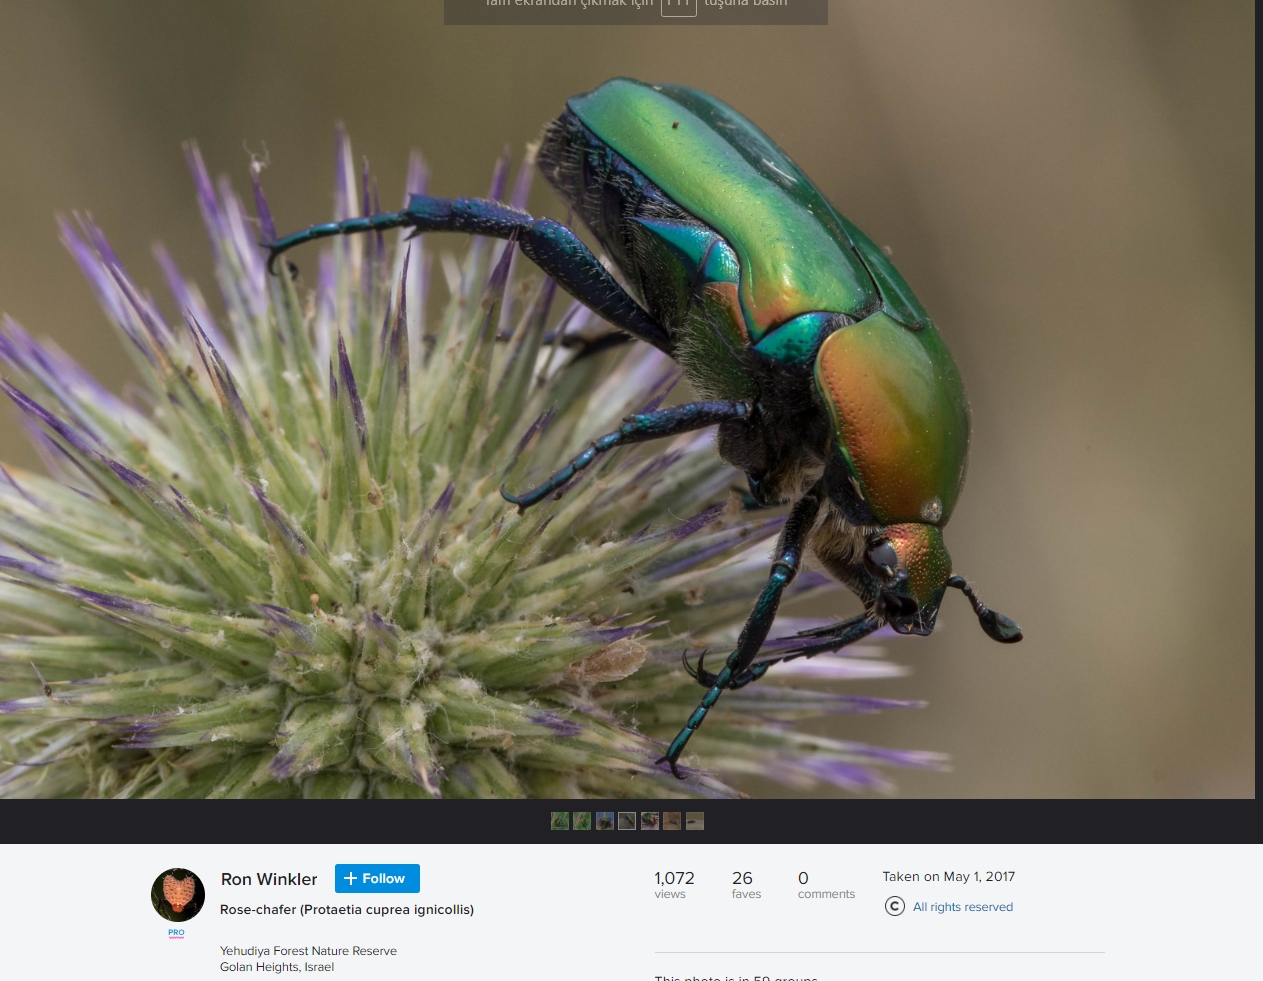 Tam ekrandan çıkmak için F11 tuşuna basın
Ron Winkler
+ Follow
Rose-chafer (Protaetia cuprea ignicollis)
PRO
Yehudiya Forest Nature Reserve
Golan Heights, Israel
1,072
views
26
faves
0
comments
Taken on May 1, 2017
All rights reserved
This photo is in 59 groups